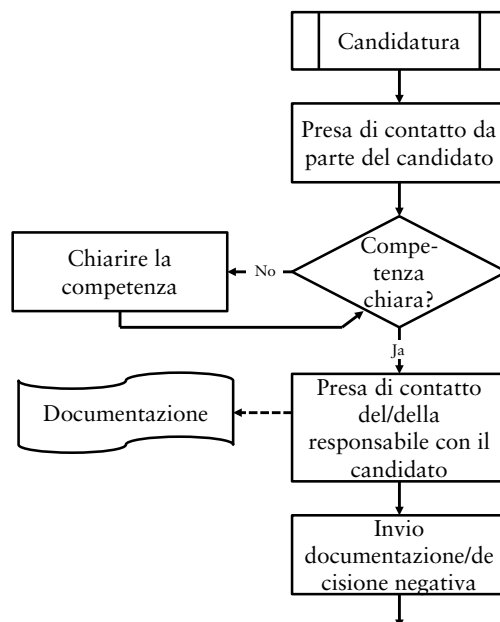 Candidatura
Presa di contatto da
parte del candidato
Compe-
tenza
chiara?
No
Chiarire la
competenza
Ja
Presa di contatto
del/della
responsabile con il
candidato
Documentazione
Invio
documentazione/de
cisione negativa